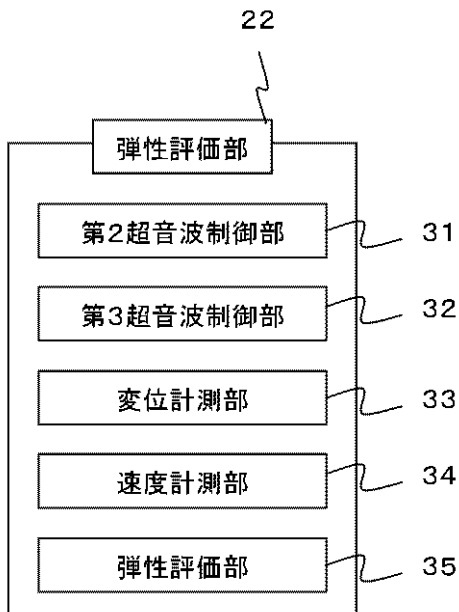 22
弾性評価部
第2超音波制御部
31
第3超音波制御部
32
変位計測部
33
速度計測部
34
弾性評価部
35